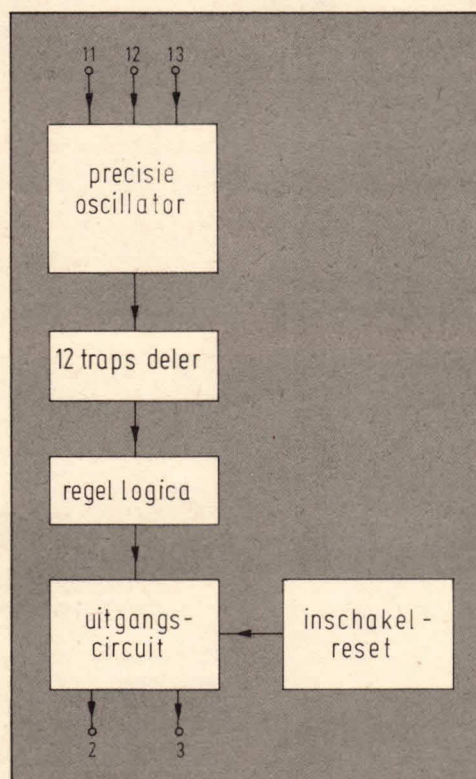 11 12 13
precisie
oscillator
12 traps deler
regel logica
uitgangs-
circuit
inschakel-
reset
2 3